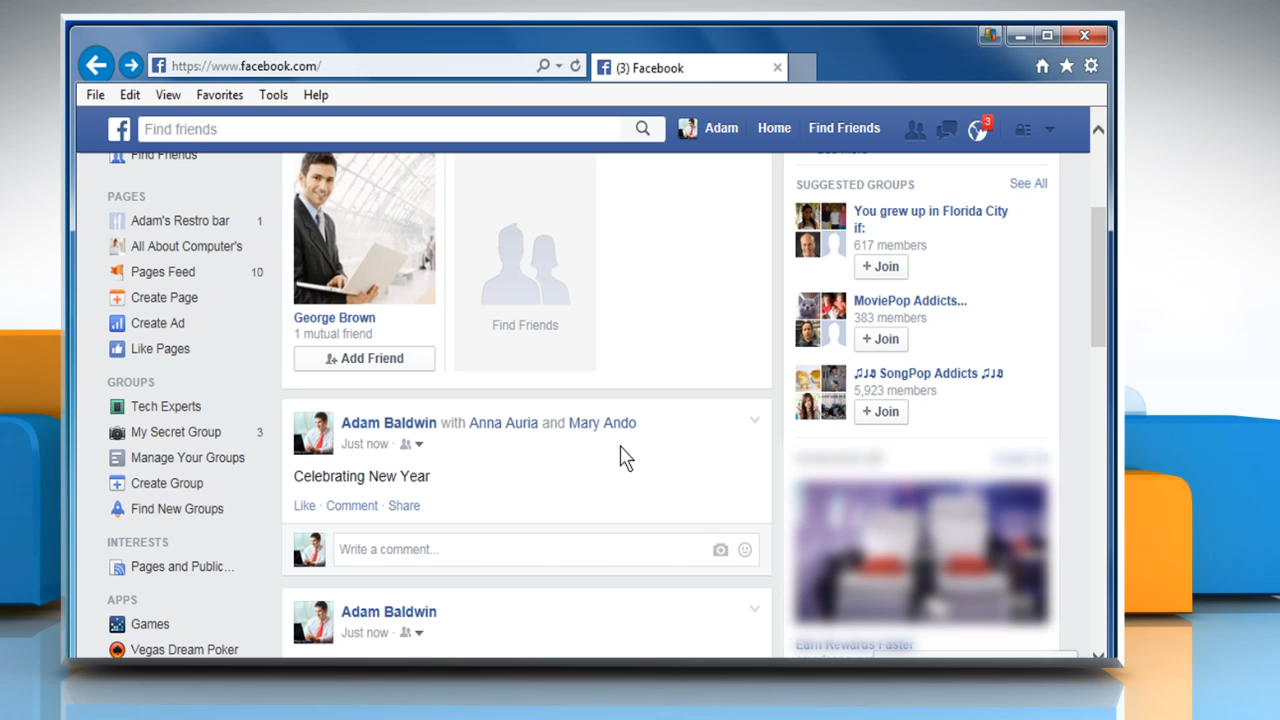 https://www.facebook.com/
(3) Facebook
File Edit View Favorites Tools Help
Find friends
Adam Home Find Friends
3
Find Friends
PAGES
Adam's Restro bar 1
All About Computer's
Pages Feed 10
Create Page
Create Ad
Like Pages
GROUPS
Tech Experts
My Secret Group 3
Manage Your Groups
Create Group
Find New Groups
INTERESTS
Pages and Public...
APPS
Games
Vegas Dream Poker
George Brown
1 mutual friend
Add Friend
Find Friends
Adam Baldwin with Anna Auria and Mary Ando
Just now
Celebrating New Year
Like · Comment · Share
Write a comment...
Adam Baldwin
Just now
SUGGESTED GROUPS See All
You grew up in Florida City
if:
617 members
+ Join
MoviePop Addicts...
383 members
+ Join
♫♩♫ SongPop Addicts ♫♩♫
5,923 members
+ Join
Earn Rewards Faster